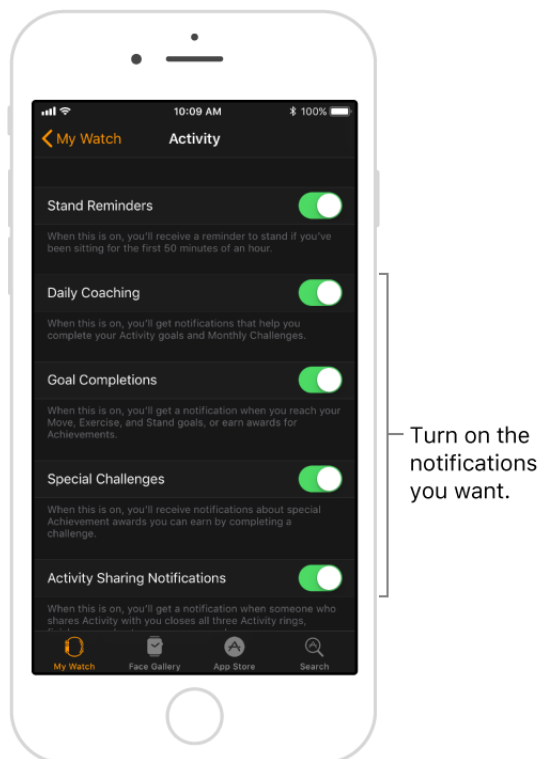 10:09 AM
100%
My Watch
Activity
Stand Reminders
When this is on, you'll receive a reminder to stand if you've
been sitting for the first 50 minutes of an hour.
Daily Coaching
When this is on, you'll get notifications that help you
complete your Activity goals and Monthly Challenges.
Goal Completions
When this is on, you'll get a notification when you reach your
Move, Exercise, and Stand goals, or earn awards for
Achievements.
Special Challenges
When this is on, you'll receive notifications about special
Achievement awards you can earn by completing a
challenge.
Activity Sharing Notifications
When this is on, you'll get a notification when someone who
shares Activity with you closes all three Activity rings,
My Watch
Face Gallery
App Store
Search
Turn on the
notifications
you want.